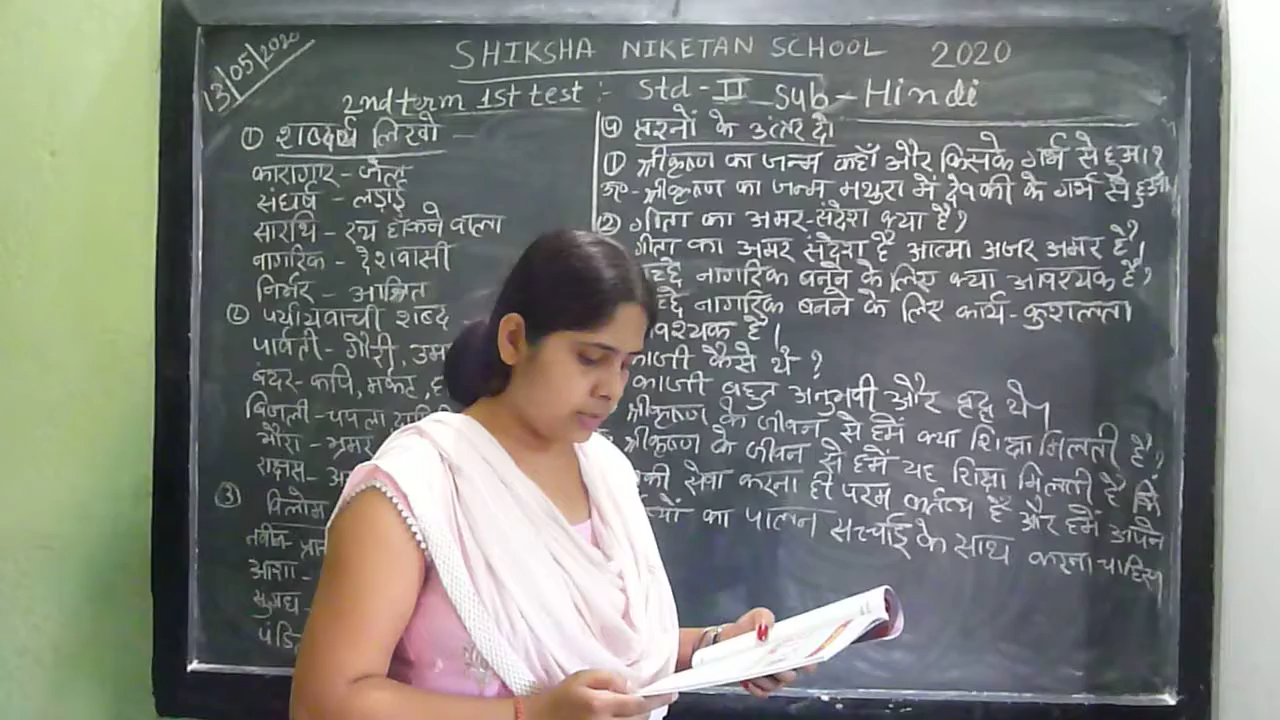 13/05/2020
SHIKSHA NIKETAN SCHOOL 2020
2nd term 1st test :- Std - II Sub - Hindi
① शब्दार्थ लिखो -
कारागार - जेल
संघर्ष - लड़ाई
सारथि - रथ हाँकने वाला
नागरिक - देशवासी
निर्भर - आश्रित
② पर्यायवाची शब्द
पार्वती - गौरी, उमा
बंदर - कपि, मर्कट,
बिजली - चपला
भौंरा - भ्रमर
राक्षस -
③ विलोम
नवीन -
आशा -
सुगंध -
④ प्रश्नों के उत्तर दो
① श्रीकृष्ण का जन्म कहाँ और किसके गर्भ से हुआ?
उ०- श्रीकृष्ण का जन्म मथुरा में देवकी के गर्भ से हुआ।
② गीता का अमर-संदेश क्या है?
गीता का अमर संदेश है आत्मा अजर अमर है।
नागरिक बनने के लिए क्या आवश्यक है?
नागरिक बनने के लिए कार्य-कुशलता
है।
काजी कैसे थे ?
काजी बहुत अनुभवी और वृद्ध थे।
श्रीकृष्ण के जीवन से हमें क्या शिक्षा मिलती है?
श्रीकृष्ण के जीवन से हमें यह शिक्षा मिलती है कि
सेवा करना ही परम कर्तव्य है और हमें अपने
का पालन सच्चाई के साथ करना चाहिए